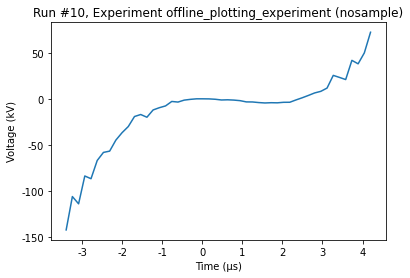 Run #10, Experiment offline_plotting_experiment (nosample)
50
0
-50
-100
-150
Voltage (kV)
-3 -2 -1 0 1 2 3 4
Time (μs)